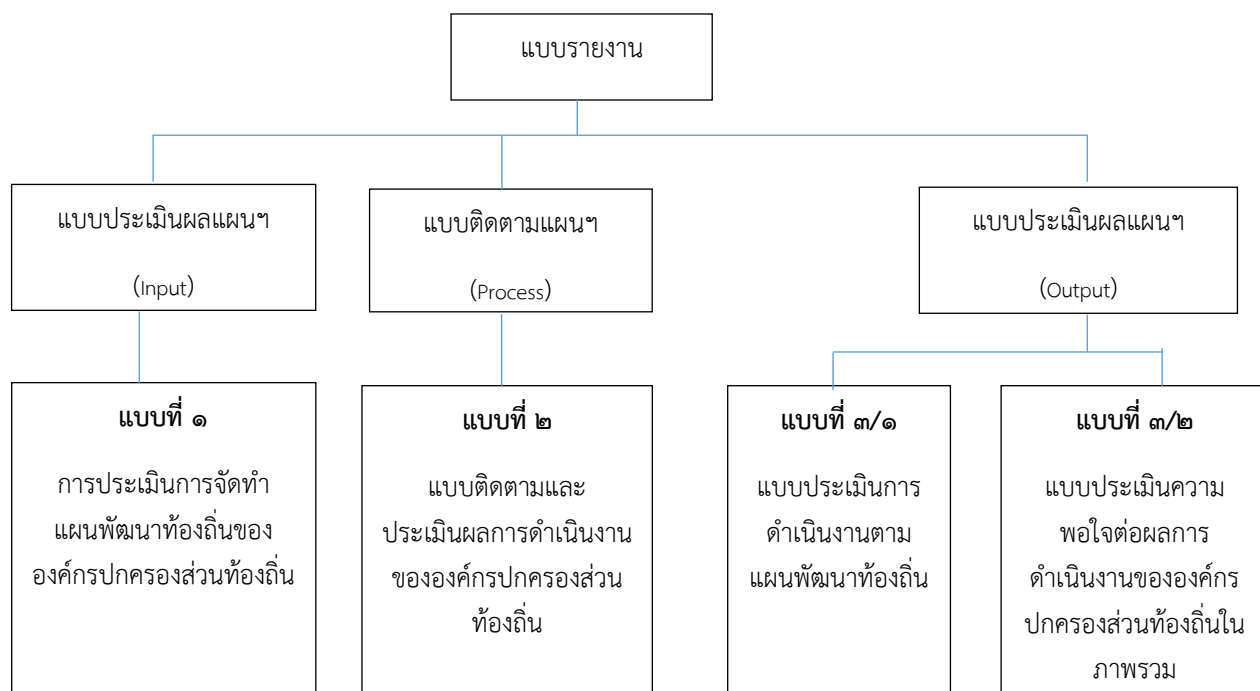 แบบรายงาน
แบบประเมินผลแผนฯ
(Input)
แบบติดตามแผนฯ
(Process)
แบบประเมินผลแผนฯ
(Output)
แบบที่ ๑
การประเมินการจัดทำ
แผนพัฒนาท้องถิ่นของ
องค์กรปกครองส่วนท้องถิ่น
แบบที่ ๒
แบบติดตามและ
ประเมินผลการดำเนินงาน
ขององค์กรปกครองส่วน
ท้องถิ่น
แบบที่ ๓/๑
แบบประเมินการ
ดำเนินงานตาม
แผนพัฒนาท้องถิ่น
แบบที่ ๓/๒
แบบประเมินความ
พอใจต่อผลการ
ดำเนินงานขององค์กร
ปกครองส่วนท้องถิ่นใน
ภาพรวม